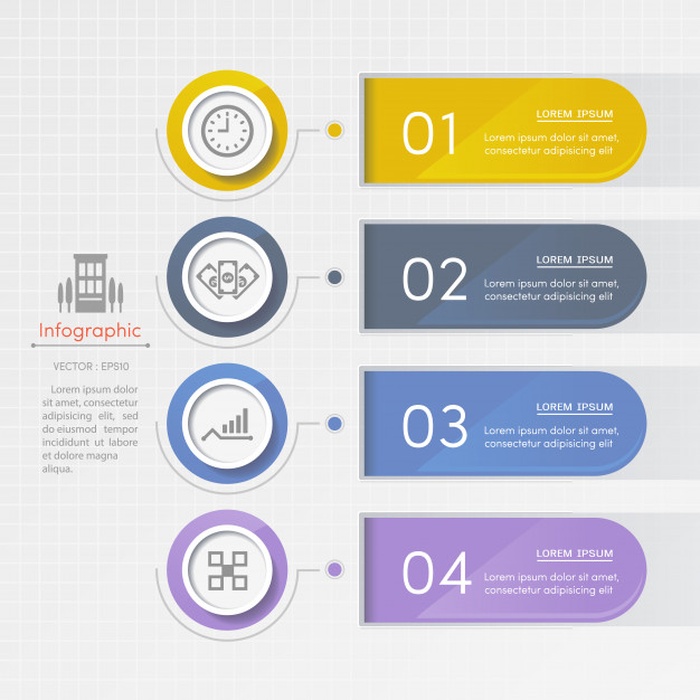 Infographic
VECTOR : EPS10
Lorem ipsum dolor
sit amet, consectetur
adipisicing elit, sed
do eiusmod tempor
incididunt ut labore
et dolore magna
aliqua.
01
LOREM IPSUM
Lorem ipsum dolor sit amet,
consectetur adipisicing elit
02
LOREM IPSUM
Lorem ipsum dolor sit amet,
consectetur adipisicing elit
03
LOREM IPSUM
Lorem ipsum dolor sit amet,
consectetur adipisicing elit
04
LOREM IPSUM
Lorem ipsum dolor sit amet,
consectetur adipisicing elit